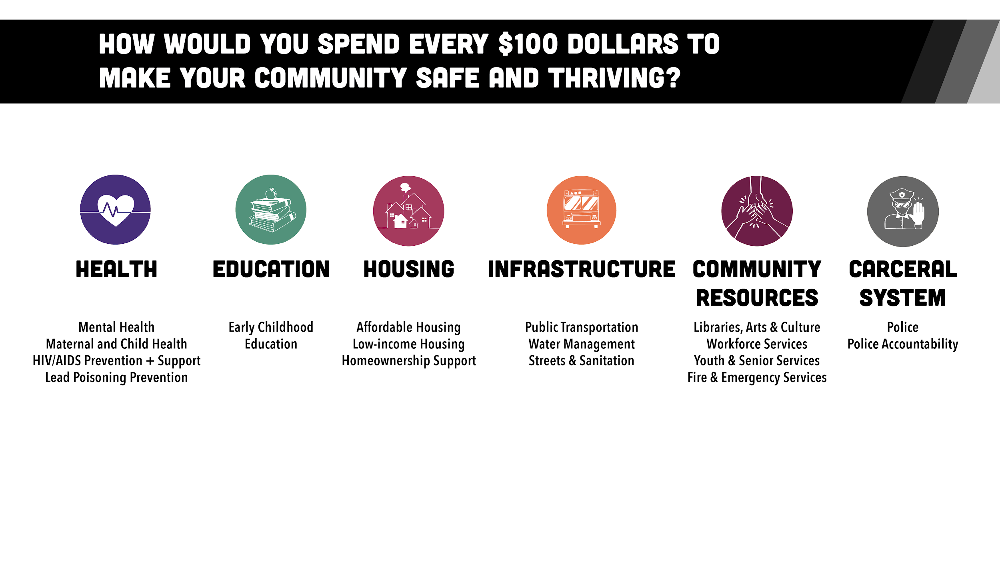 HOW WOULD YOU SPEND EVERY $100 DOLLARS TO
MAKE YOUR COMMUNITY SAFE AND THRIVING?
HEALTH
Mental Health
Maternal and Child Health
HIV/AIDS Prevention + Support
Lead Poisoning Prevention
EDUCATION
Early Childhood
Education
HOUSING
Affordable Housing
Low-income Housing
Homeownership Support
INFRASTRUCTURE
Public Transportation
Water Management
Streets & Sanitation
COMMUNITY
RESOURCES
Libraries, Arts & Culture
Workforce Services
Youth & Senior Services
Fire & Emergency Services
CARCERAL
SYSTEM
Police
Police Accountability